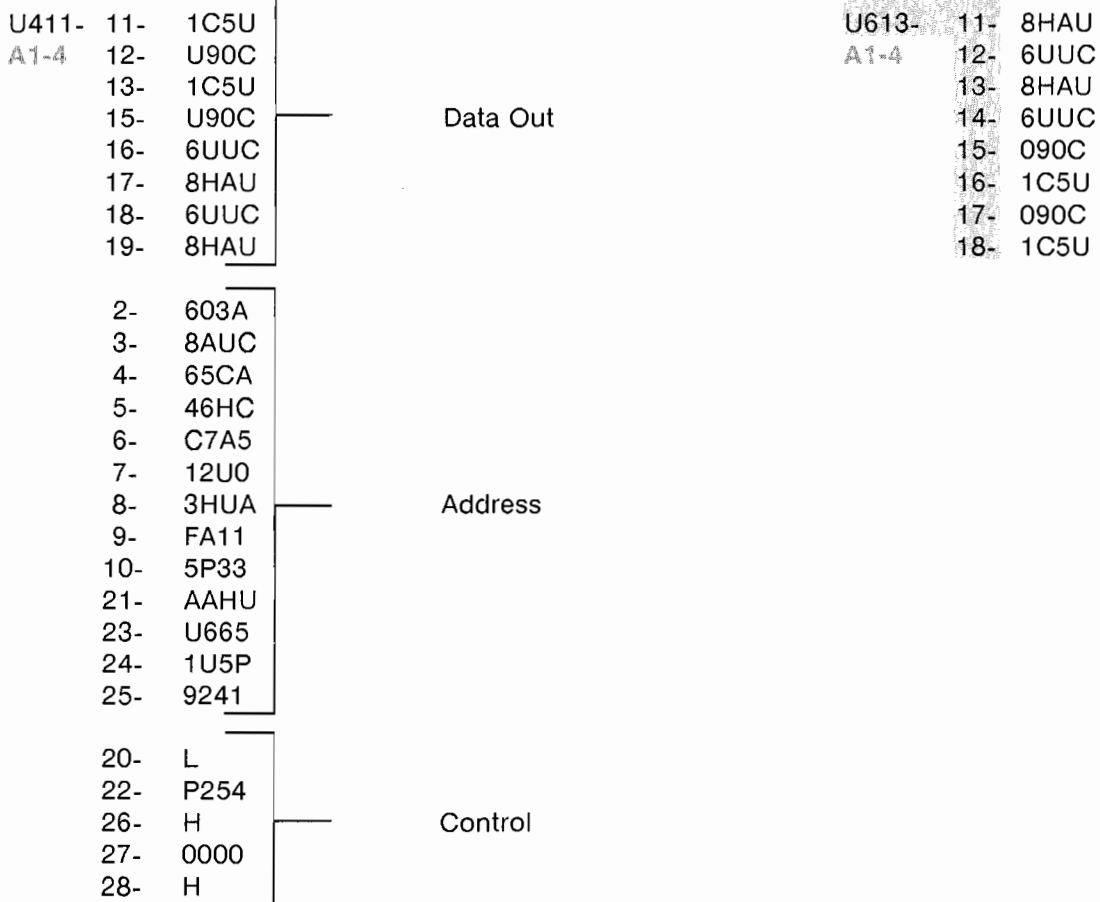 U411- 11- 1C5U
A1-4 12- U90C
13- 1C5U
15- U90C
16- 6UUC
17- 8HAU
18- 6UUC
19- 8HAU
Data Out
2- 603A
3- 8AUC
4- 65CA
5- 46HC
6- C7A5
7- 12U0
8- 3HUA
9- FA11
10- 5P33
21- AAHU
23- U665
24- 1U5P
25- 9241
Address
20- L
22- P254
26- H
27- 0000
28- H
Control
U613- 11- 8HAU
A1-4 12- 6UUC
13- 8HAU
14- 6UUC
15- 090C
16- 1C5U
17- 090C
18- 1C5U